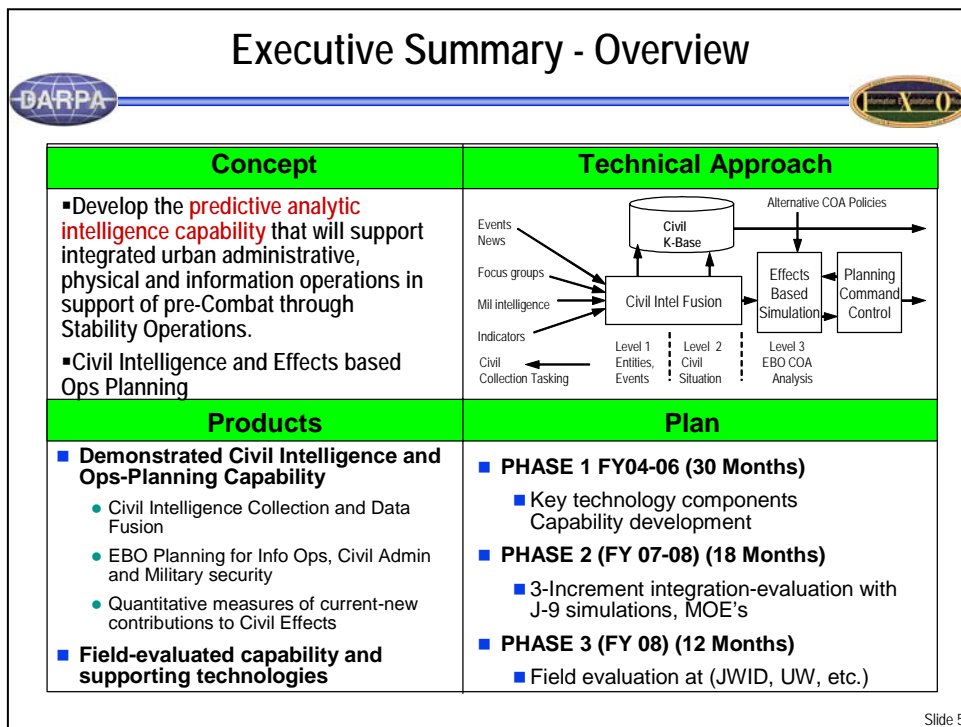 Executive Summary - Overview
DARPA
Information Exploitation Office
I X O
Concept
▪Develop the predictive analytic
intelligence capability that will support
integrated urban administrative,
physical and information operations in
support of pre-Combat through
Stability Operations.
▪Civil Intelligence and Effects based
Ops Planning
Technical Approach
Alternative COA Policies
Events
News
Focus groups
Mil intelligence
Indicators
Civil
Collection Tasking
Civil
K-Base
Civil Intel Fusion
Effects
Based
Simulation
Planning
Command
Control
Level 1
Entities,
Events
Level 2
Civil
Situation
Level 3
EBO COA
Analysis
Products
■ Demonstrated Civil Intelligence and
Ops-Planning Capability
● Civil Intelligence Collection and Data
Fusion
● EBO Planning for Info Ops, Civil Admin
and Military security
● Quantitative measures of current-new
contributions to Civil Effects
■ Field-evaluated capability and
supporting technologies
Plan
■ PHASE 1 FY04-06 (30 Months)
■ Key technology components
Capability development
■ PHASE 2 (FY 07-08) (18 Months)
■ 3-Increment integration-evaluation with
J-9 simulations, MOE's
■ PHASE 3 (FY 08) (12 Months)
■ Field evaluation at (JWID, UW, etc.)
Slide 5